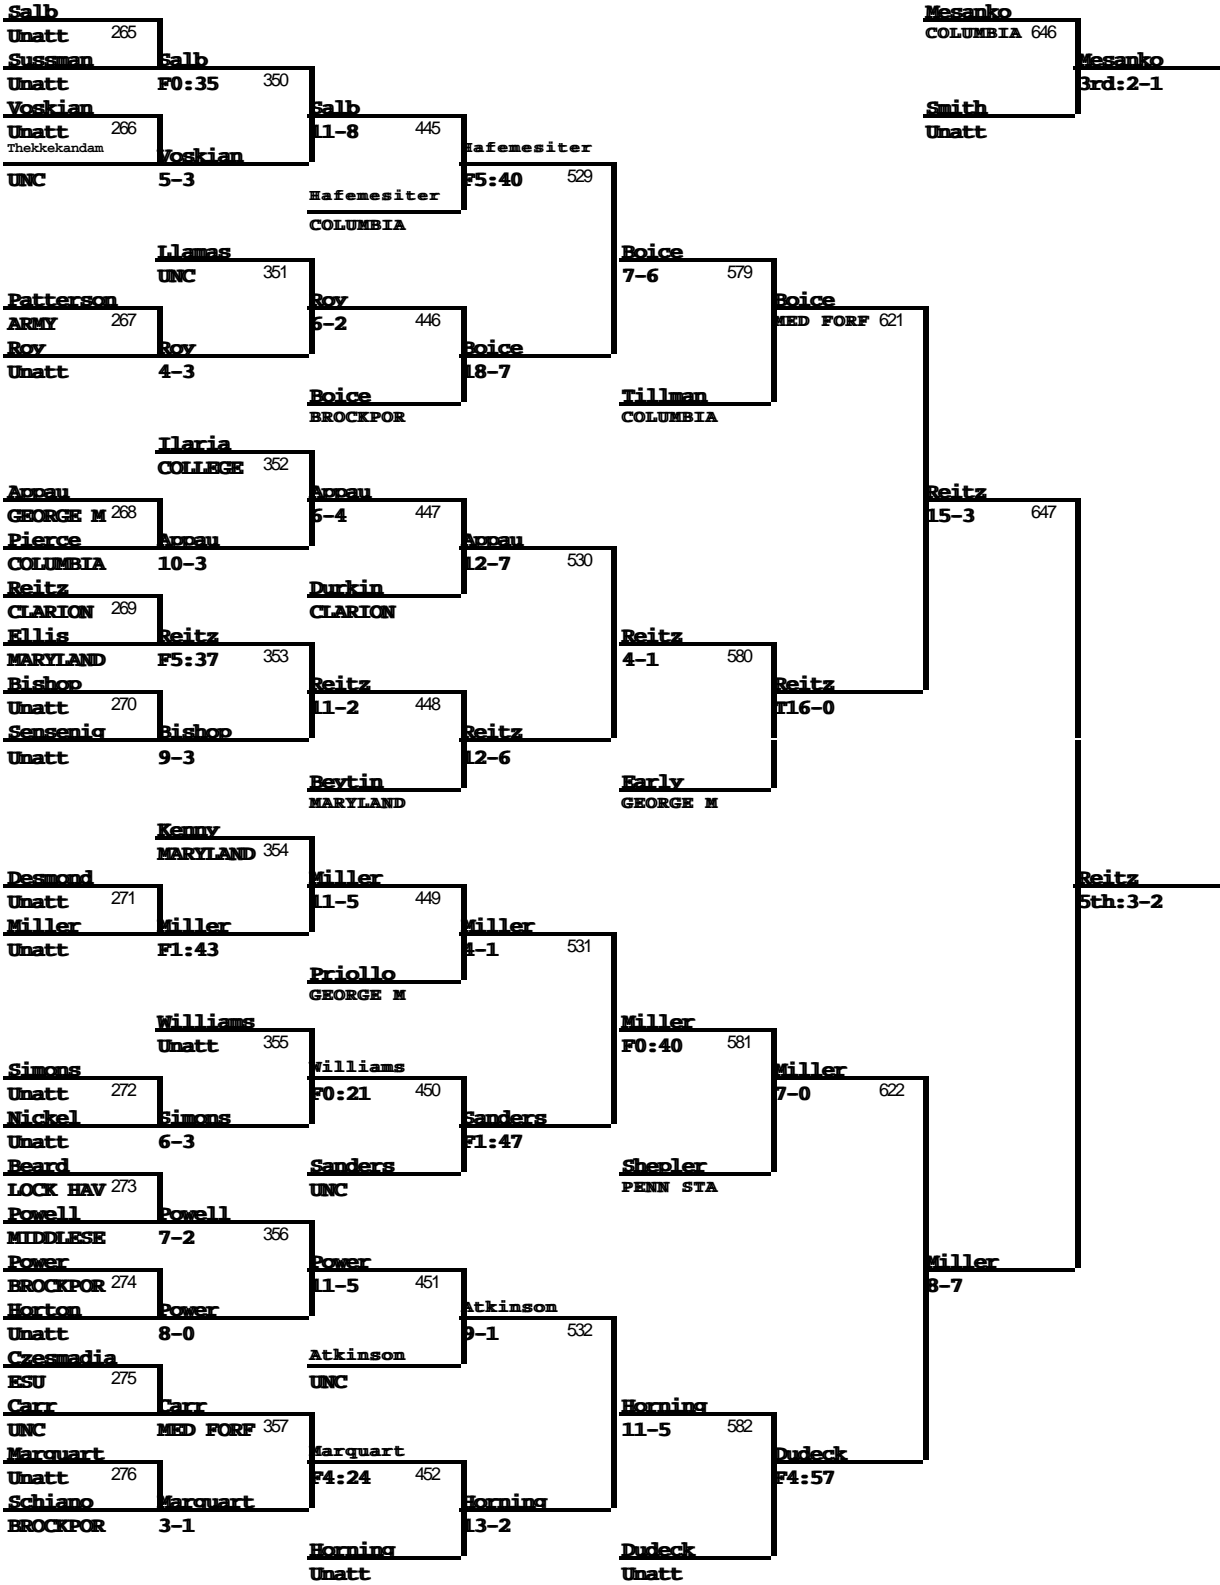 Salb
Unatt 265
Sussman
Unatt
Voskian
Unatt 266
Thekkekandam
UNC
Patterson
ARMY 267
Roy
Unatt
Appau
GEORGE M 268
Pierce
COLUMBIA
Reitz
CLARION 269
Ellis
MARYLAND
Bishop
Unatt 270
Sensenig
Unatt
Desmond
Unatt 271
Miller
Unatt
Simons
Unatt 272
Nickel
Unatt
Beard
LOCK HAV 273
Powell
MIDDLESE
Power
BROCKPOR 274
Horton
Unatt
Czesmadia
ESU 275
Carr
UNC
Marquart
Unatt 276
Schiano
BROCKPOR
Salb
F0:35 350
Voskian
5-3
Llamas
UNC 351
Roy
4-3
Ilaria
COLLEGE 352
Appau
10-3
Reitz
F5:37 353
Bishop
9-3
Kenny
MARYLAND 354
Miller
F1:43
Williams
Unatt 355
Simons
6-3
Powell
7-2 356
Power
8-0
Carr
MED FORF 357
Marquart
3-1
Salb
11-8 445
Hafemesiter
COLUMBIA
Roy
6-2 446
Boice
BROCKPOR
Appau
6-4 447
Durkin
CLARION
Reitz
11-2 448
Beytin
MARYLAND
Miller
11-5 449
Priollo
GEORGE M
Williams
F0:21 450
Sanders
UNC
Power
11-5 451
Atkinson
UNC
Marquart
F4:24 452
Horning
Unatt
Hafemesiter
F5:40 529
Boice
18-7
Appau
12-7 530
Reitz
12-6
Miller
4-1 531
Sanders
F1:47
Atkinson
9-1 532
Horning
13-2
Boice
7-6 579
Tillman
COLUMBIA
Reitz
4-1 580
Early
GEORGE M
Miller
F0:40 581
Shepler
PENN STA
Horning
11-5 582
Dudeck
Unatt
Boice
MED FORF 621
Reitz
T16-0
Miller
7-0 622
Dudeck
F4:57
Mesanko
COLUMBIA 646
Smith
Unatt
Reitz
15-3 647
Miller
8-7
Mesanko
3rd:2-1
Reitz
5th:3-2